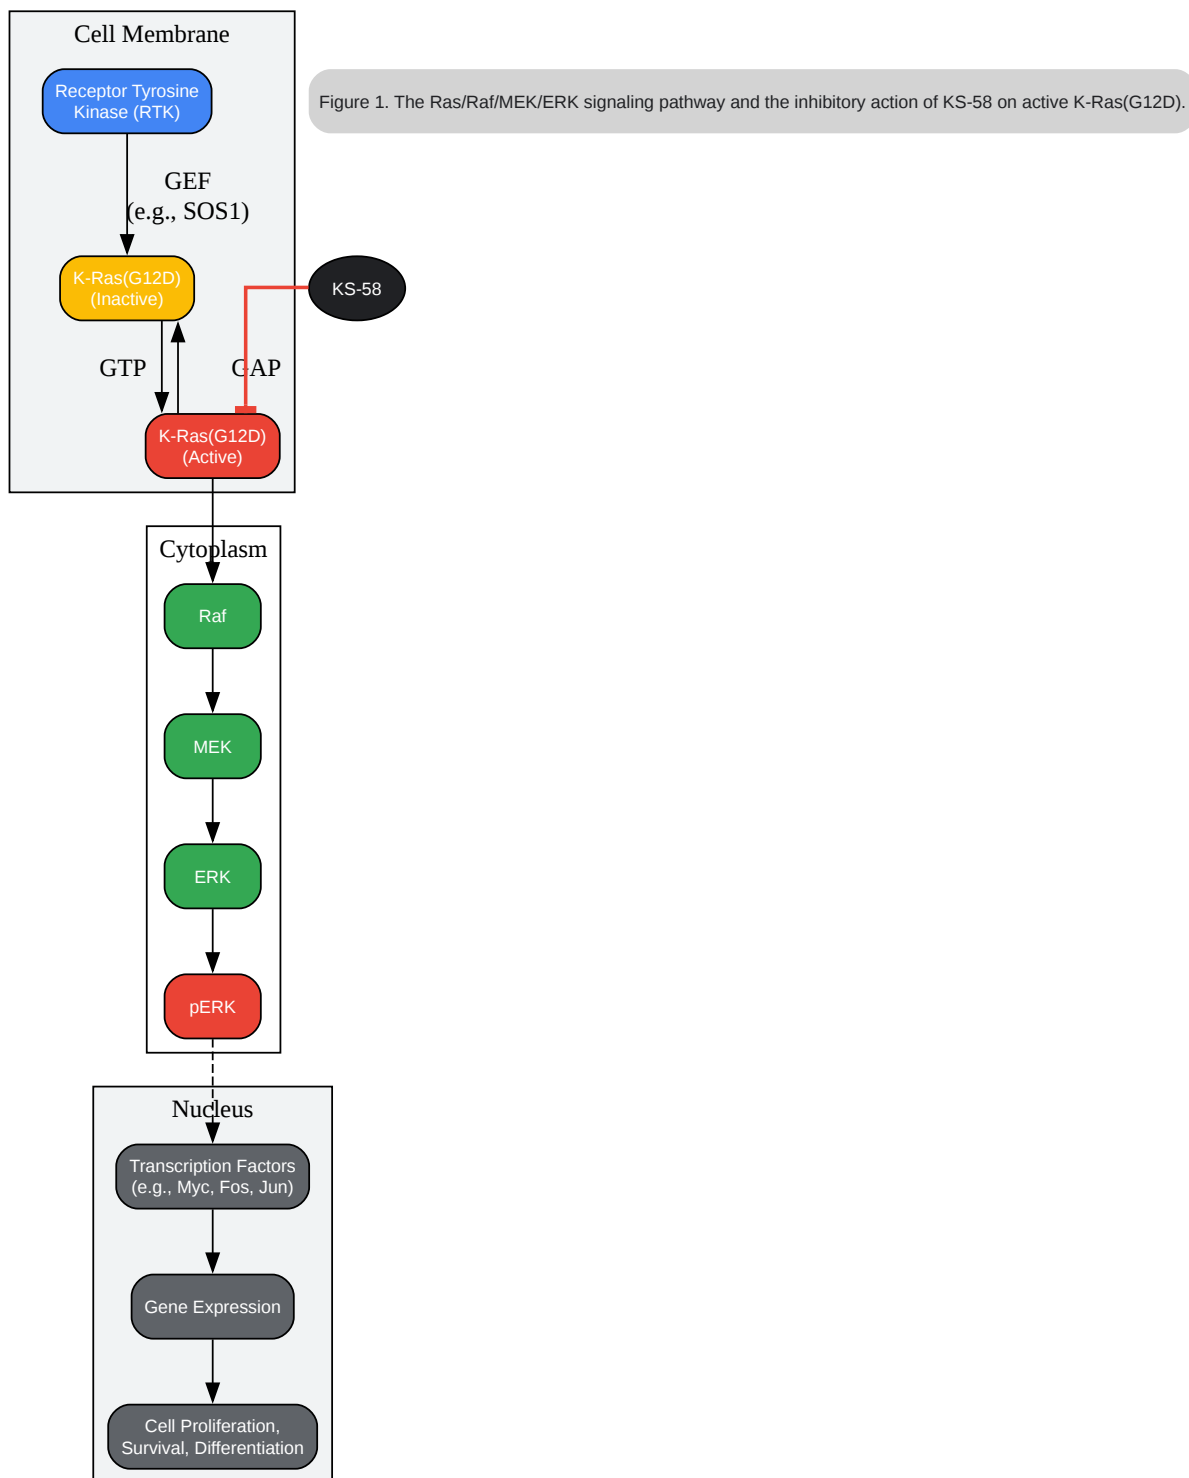 Cell Membrane
Receptor Tyrosine
Kinase (RTK)
Figure 1. The Ras/Raf/MEK/ERK signaling pathway and the inhibitory action of KS-58 on active K-Ras(G12D).
GEF
(e.g., SOS1)
K-Ras(G12D)
(Inactive)
KS-58
GTP
GAP
K-Ras(G12D)
(Active)
Cytoplasm
Raf
MEK
ERK
pERK
Nucleus
Transcription Factors
(e.g., Myc, Fos, Jun)
Gene Expression
Cell Proliferation,
Survival, Differentiation